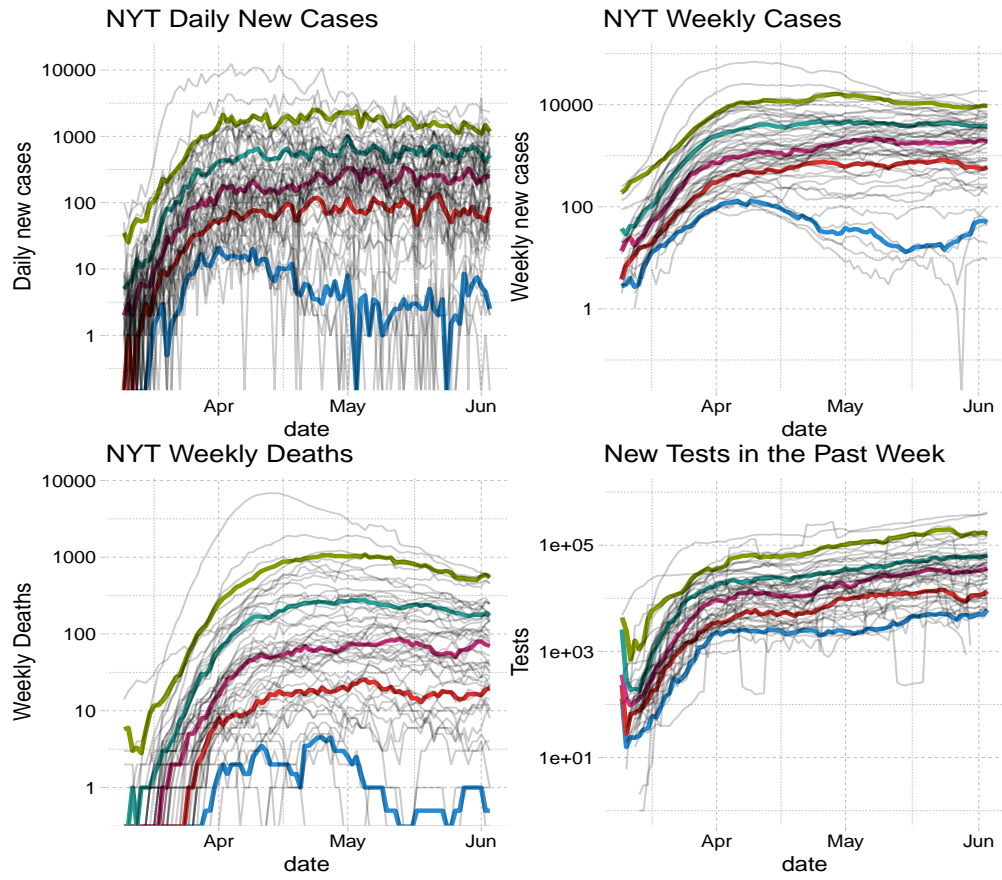 NYT Daily New Cases
Daily new cases
10000
1000
100
10
1
Apr May Jun
date
NYT Weekly Cases
Weekly new cases
10000
100
1
Apr May Jun
date
NYT Weekly Deaths
Weekly Deaths
10000
1000
100
10
1
Apr May Jun
date
New Tests in the Past Week
Tests
1e+05
1e+03
1e+01
Apr May Jun
date